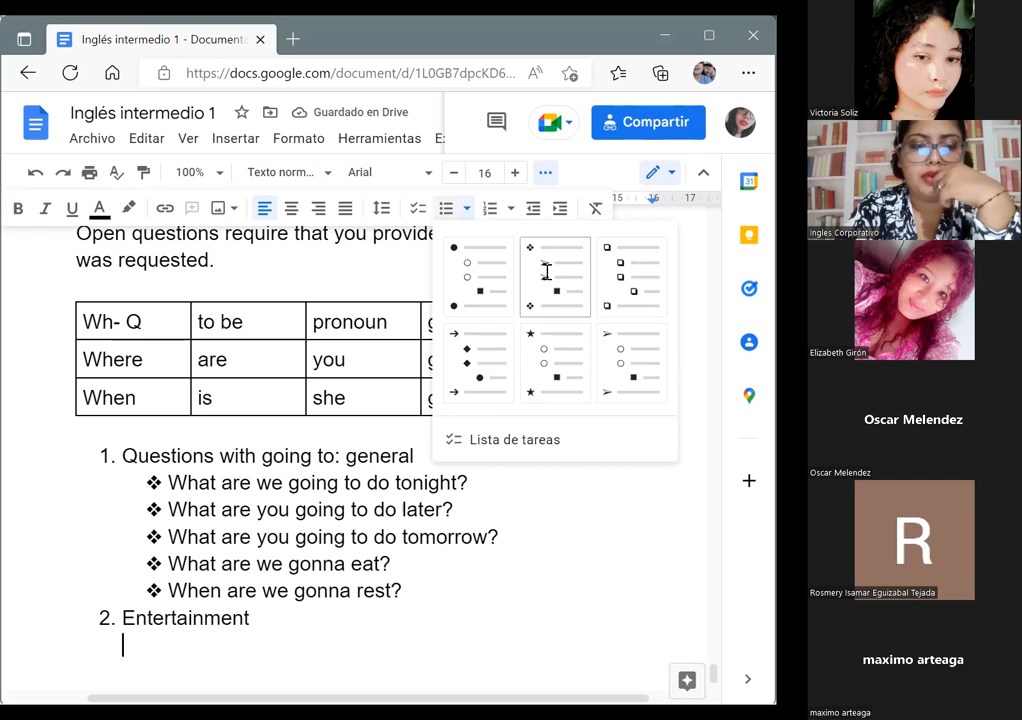 Inglés intermedio 1 - Documento
https://docs.google.com/document/d/1L0GB7dpcKD6...
Inglés intermedio 1
Guardado en Drive
Archivo Editar Ver Insertar Formato Herramientas E
Compartir
100% Texto norm... Arial 16
15 16 17
Open questions require that you provide
was requested.
Wh- Q to be pronoun g
Where are you g
When is she g
Lista de tareas
1. Questions with going to: general
❖ What are we going to do tonight?
❖ What are you going to do later?
❖ What are you going to do tomorrow?
❖ What are we gonna eat?
❖ When are we gonna rest?
2. Entertainment
Victoria Soliz
Ingles Corporativo
Elizabeth Girón
Oscar Melendez
Oscar Melendez
R
Rosmery Isamar Eguizabal Tejada
maximo arteaga
maximo arteaga